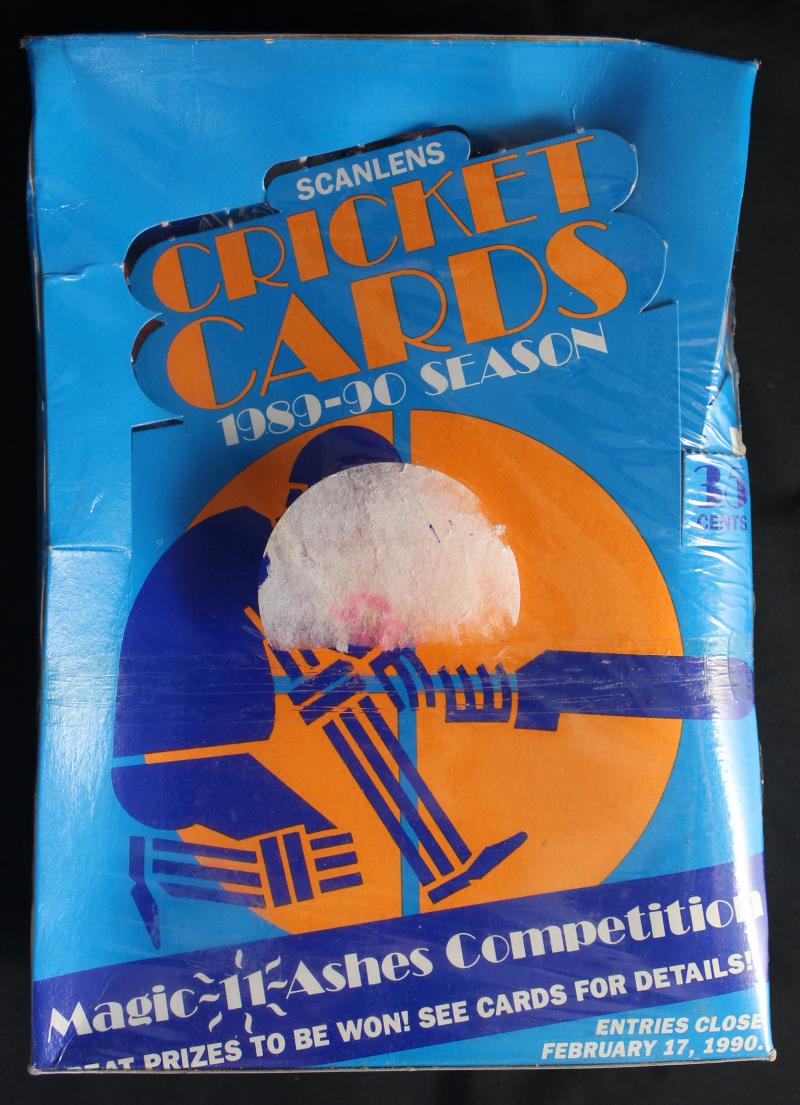 SCANLENS
CRICKET
CARDS
1989-90 SEASON
35
CENTS
Magic 11 Ashes Competition
PRIZES TO BE WON! SEE CARDS FOR DETAILS!
ENTRIES CLOSE
FEBRUARY 17, 1990.